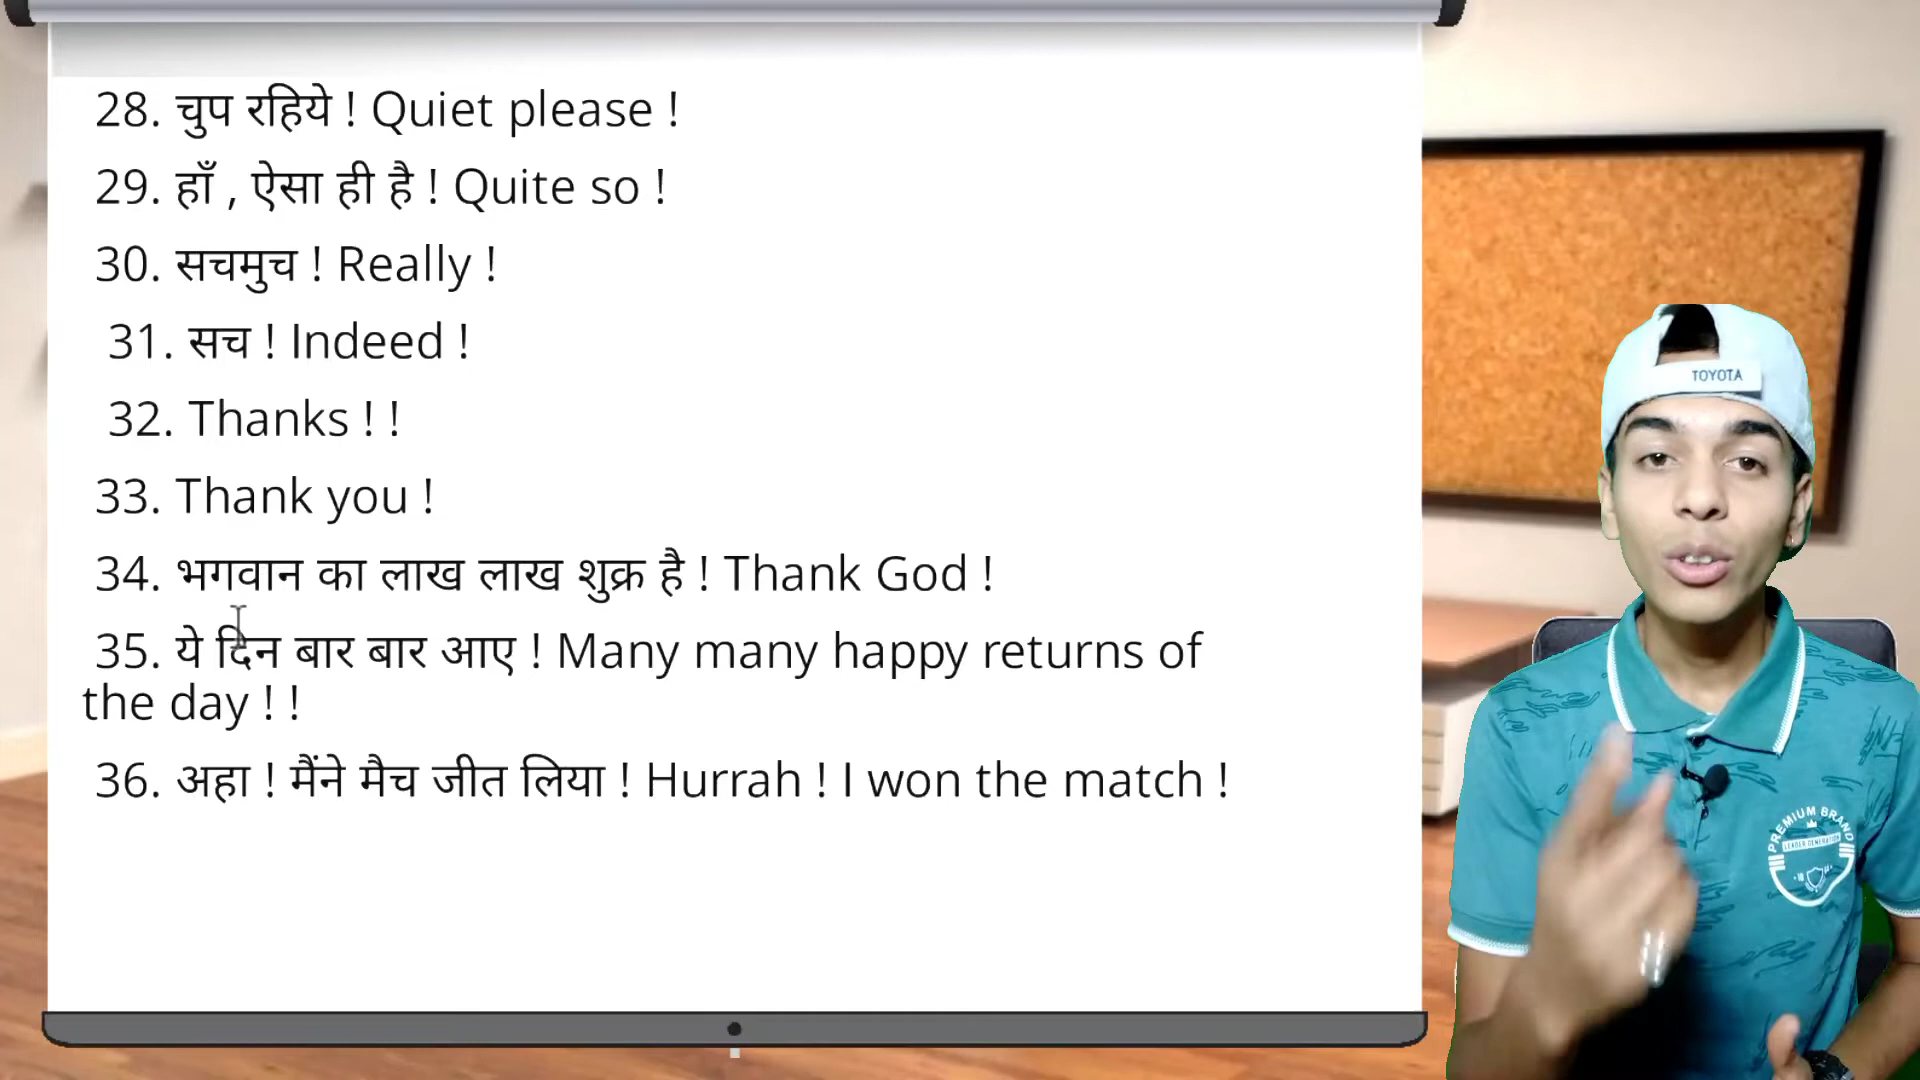 28. चुप रहिये ! Quiet please !
29. हाँ , ऐसा ही है ! Quite so !
30. सचमुच ! Really !
31. सच ! Indeed !
32. Thanks ! !
33. Thank you !
34. भगवान का लाख लाख शुक्र है ! Thank God !
35. ये दिन बार बार आए ! Many many happy returns of
the day ! !
36. अहा ! मैंने मैच जीत लिया ! Hurrah ! I won the match !
TOYOTA
PREMIUM BRAND